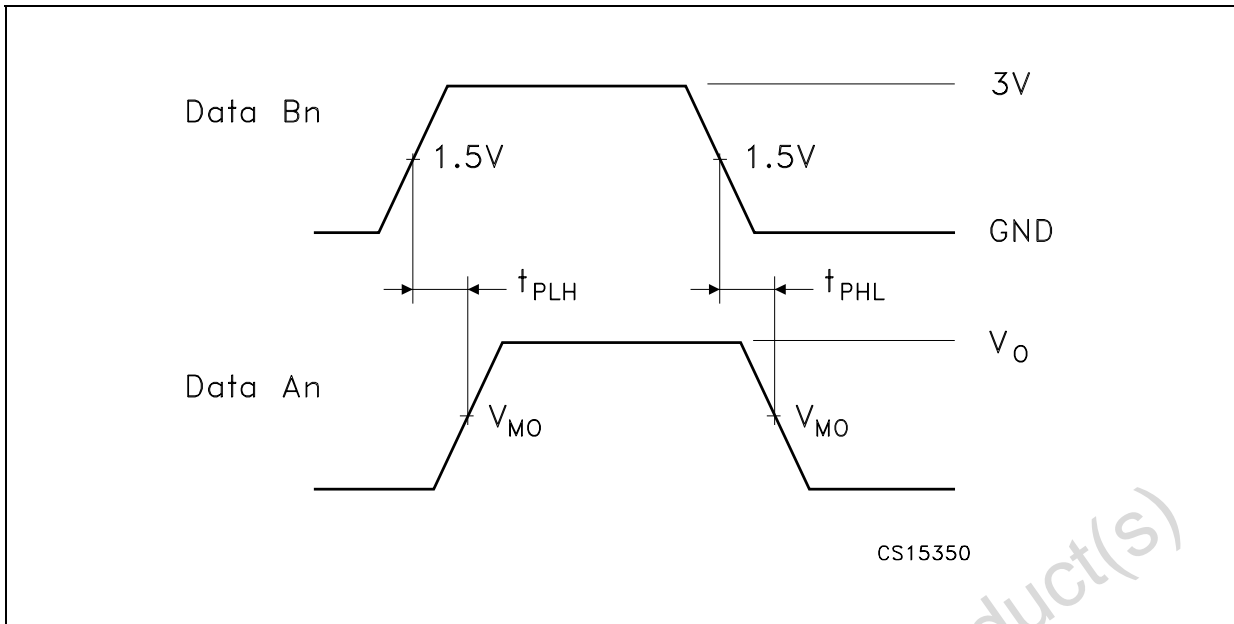 Data Bn
1.5V
1.5V
3V
GND
tPLH
tPHL
Data An
VMO
VMO
VO
CS15350
duct(s)